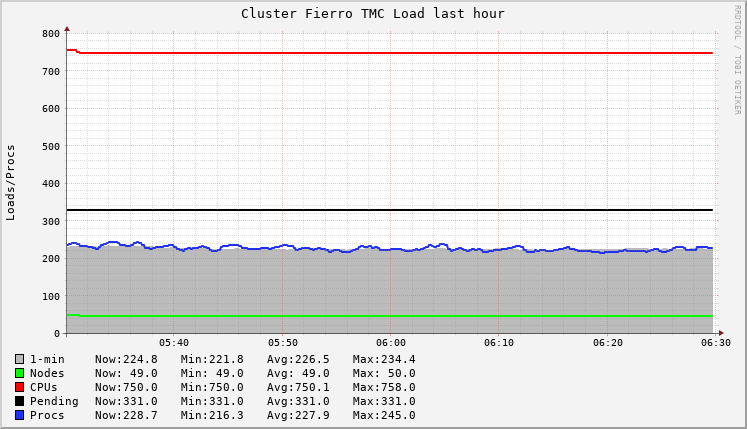 Cluster Fierro TMC Load last hour
RRDTOOL / TOBI OETIKER
Loads/Procs
800
700
600
500
400
300
200
100
0
05:40 05:50 06:00 06:10 06:20 06:30
1-min Now:224.8 Min:221.8 Avg:226.5 Max:234.4
Nodes Now: 49.0 Min: 49.0 Avg: 49.0 Max: 50.0
CPUs Now:750.0 Min:750.0 Avg:750.1 Max:758.0
Pending Now:331.0 Min:331.0 Avg:331.0 Max:331.0
Procs Now:228.7 Min:216.3 Avg:227.9 Max:245.0